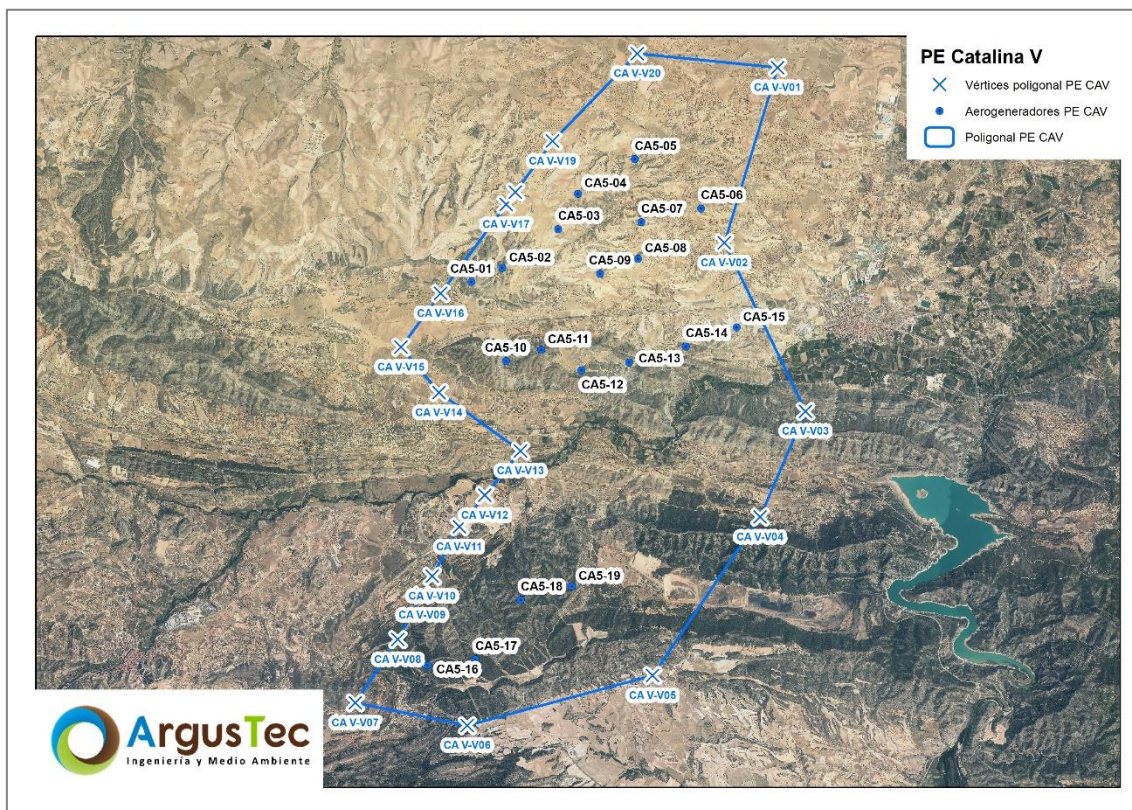 PE Catalina V
Vértices poligonal PE CAV
Aerogeneradores PE CAV
Poligonal PE CAV
CA V-V20
CA V-V01
CA V-V19
CA5-05
CA5-04
CA5-06
CA V-V17
CA5-07
CA5-03
CA V-V02
CA5-08
CA5-02
CA5-09
CA5-01
CA V-V16
CA5-15
CA5-14
CA5-11
CA5-10
CA5-13
CA V-V15
CA5-12
CA V-V14
CA V-V03
CA V-V13
CA V-V12
CA V-V04
CA V-V11
CA5-19
CA5-18
CA V-V10
CA V-V09
CA5-17
CA V-V08
CA5-16
CA V-V05
CA V-V07
CA V-V06
ArgusTec
Ingeniería y Medio Ambiente